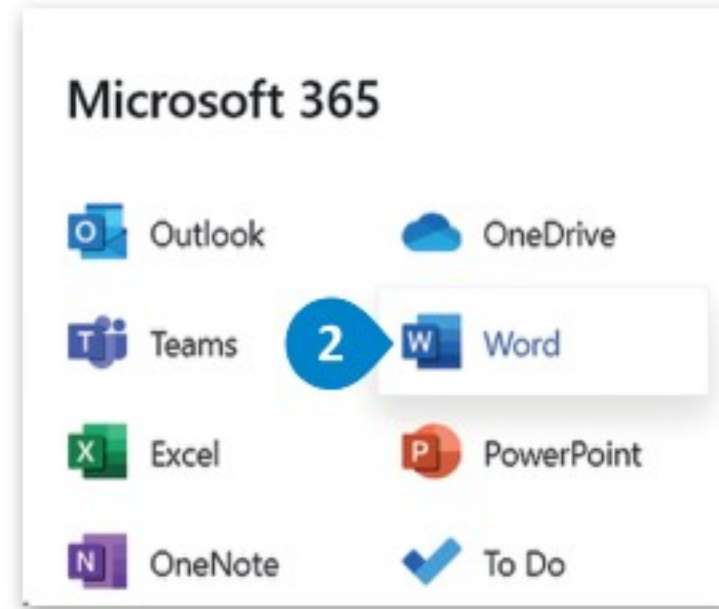 Microsoft 365
Outlook
OneDrive
Teams
2
Word
Excel
PowerPoint
OneNote
To Do